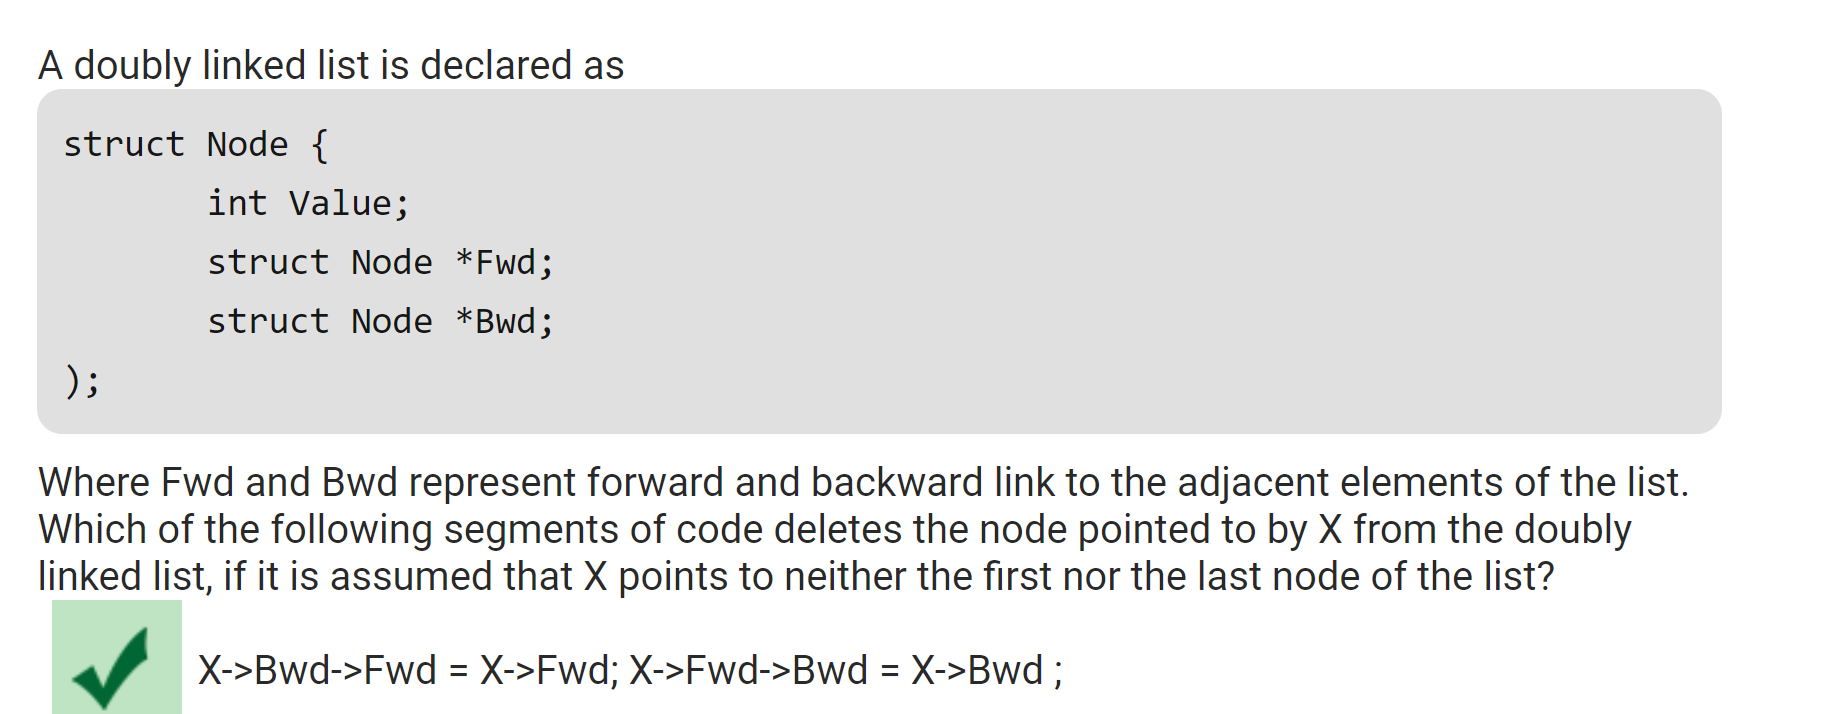 A doubly linked list is declared as
struct Node {
int Value;
struct Node *Fwd;
struct Node *Bwd;
);
Where Fwd and Bwd represent forward and backward link to the adjacent elements of the list.
Which of the following segments of code deletes the node pointed to by X from the doubly
linked list, if it is assumed that X points to neither the first nor the last node of the list?
X->Bwd->Fwd = X->Fwd; X->Fwd->Bwd = X->Bwd ;